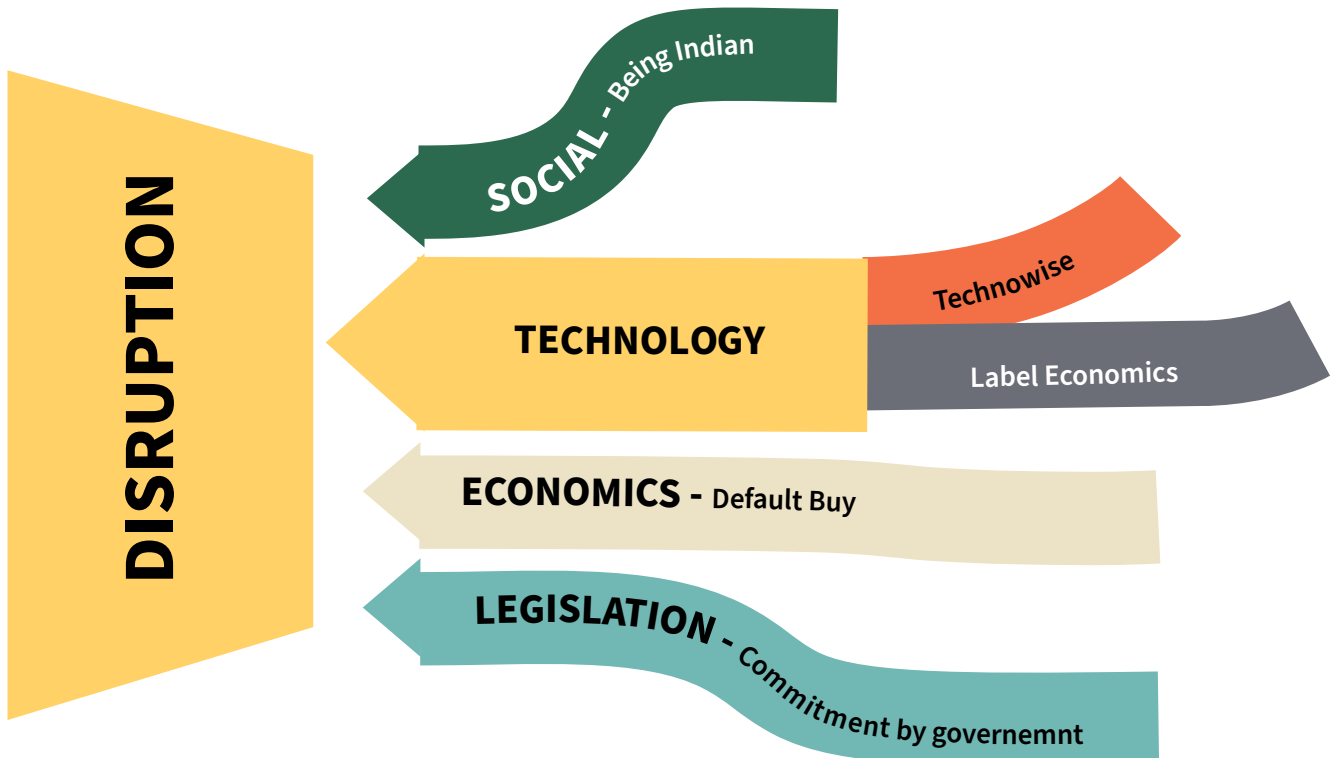 DISRUPTION
SOCIAL - Being Indian
TECHNOLOGY
Technowise
Label Economics
ECONOMICS - Default Buy
LEGISLATION - Commitment by governemnt